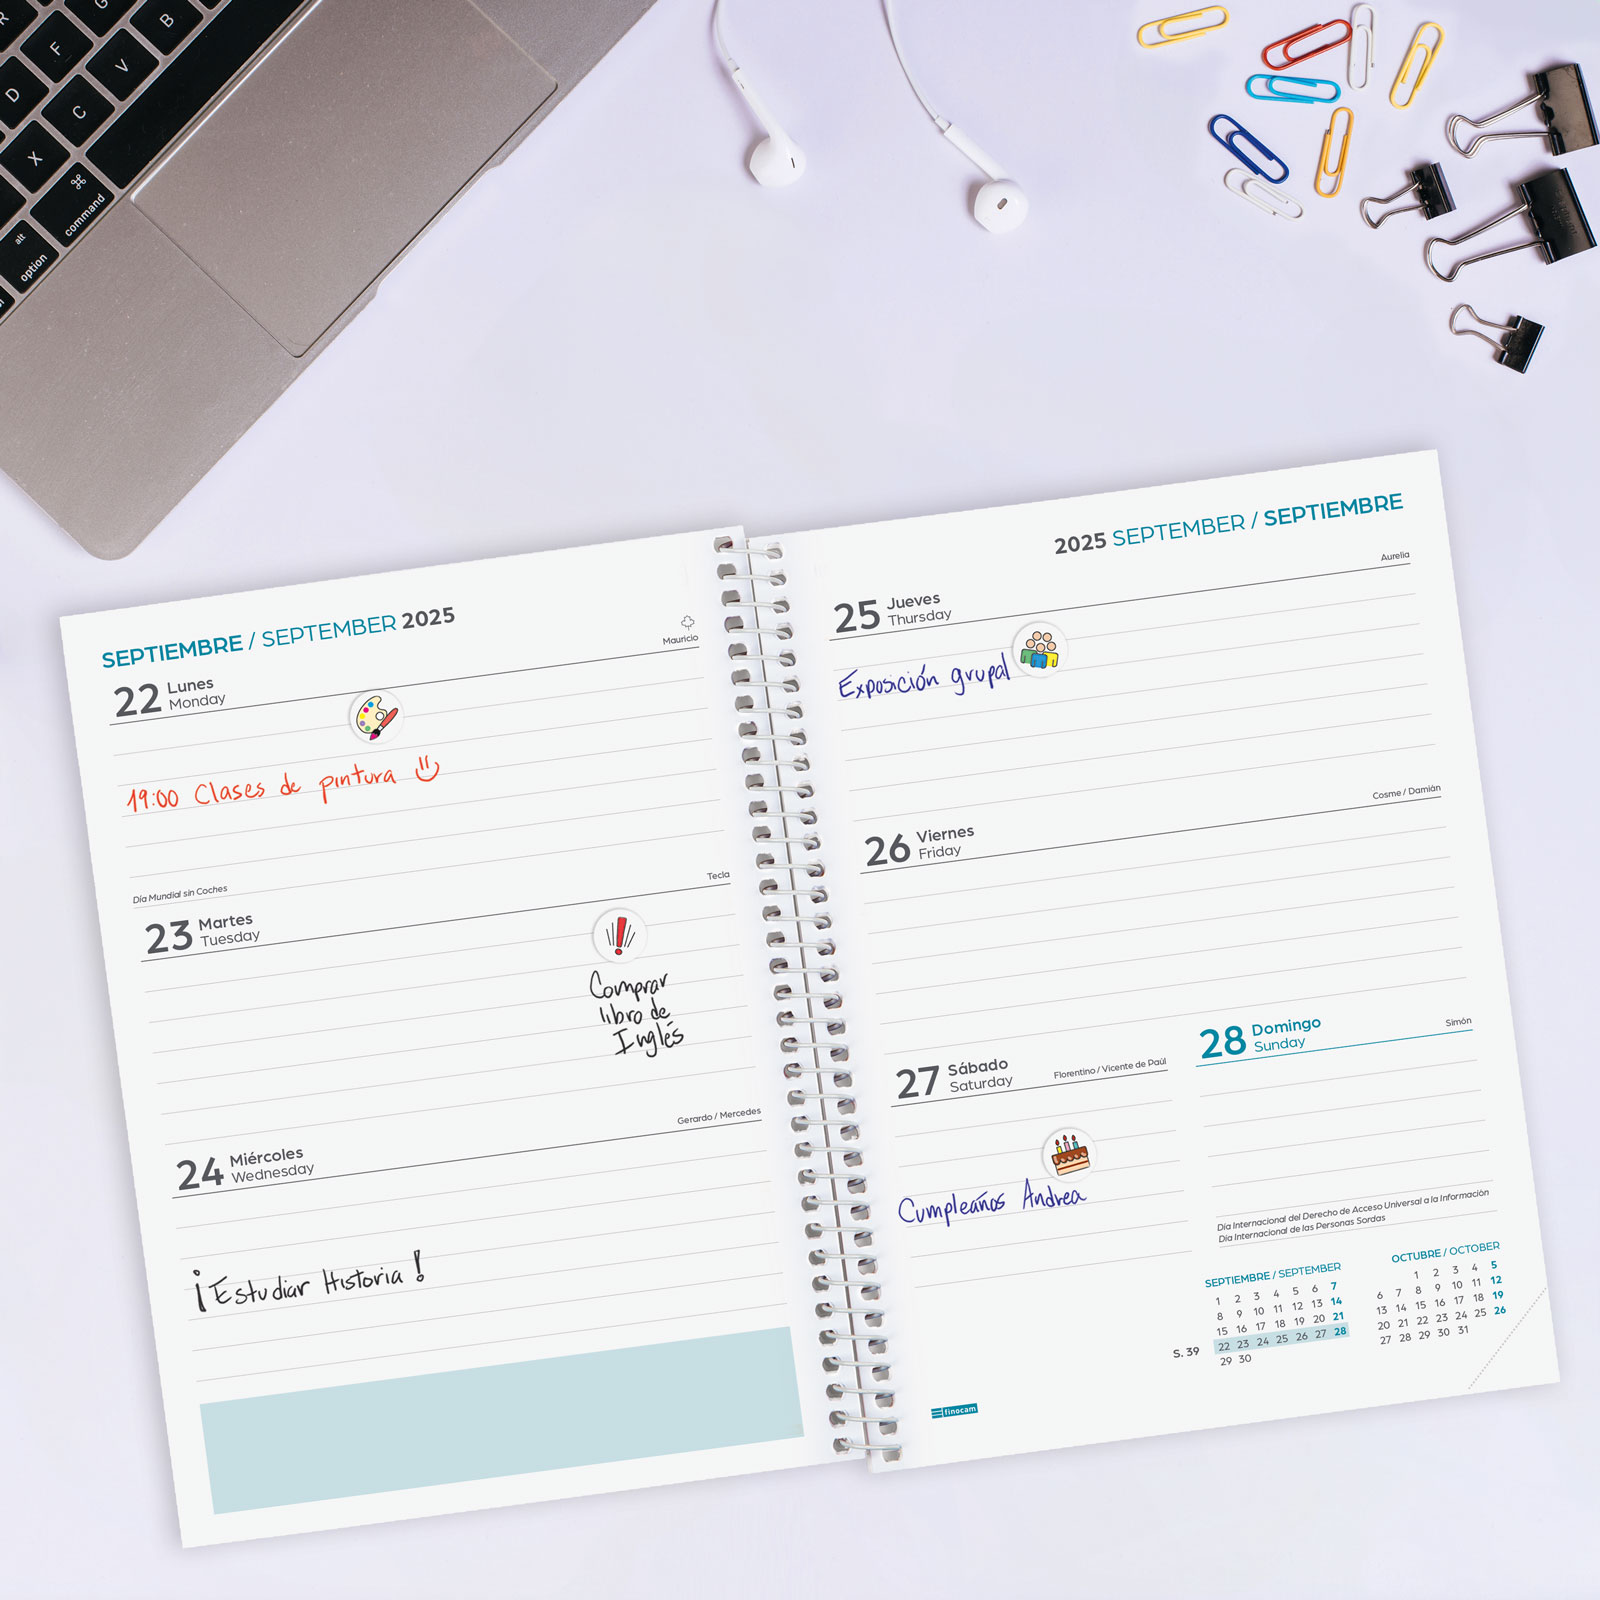 F
G
B
D
C
V
X
⌘
command
alt
option
SEPTIEMBRE / SEPTEMBER 2025
Mauricio
22 Lunes
Monday
19:00 Clases de pintura
Día Mundial sin Coches
Tecla
23 Martes
Tuesday
Comprar
libro de
Inglés
Gerardo / Mercedes
24 Miércoles
Wednesday
¡Estudiar Historia!
2025 SEPTEMBER / SEPTIEMBRE
Aurelia
25 Jueves
Thursday
Exposición grupal
Cosme / Damián
26 Viernes
Friday
27 Sábado
Saturday
Florentino / Vicente de Paúl
Cumpleaños Andrea
28 Domingo
Sunday
Simón
Día Internacional del Derecho de Acceso Universal a la Información
Día Internacional de las Personas Sordas
SEPTIEMBRE / SEPTEMBER
1 2 3 4 5 6 7
8 9 10 11 12 13 14
15 16 17 18 19 20 21
S. 39 22 23 24 25 26 27 28
29 30
OCTUBRE / OCTOBER
1 2 3 4 5
6 7 8 9 10 11 12
13 14 15 16 17 18 19
20 21 22 23 24 25 26
27 28 29 30 31
finocam